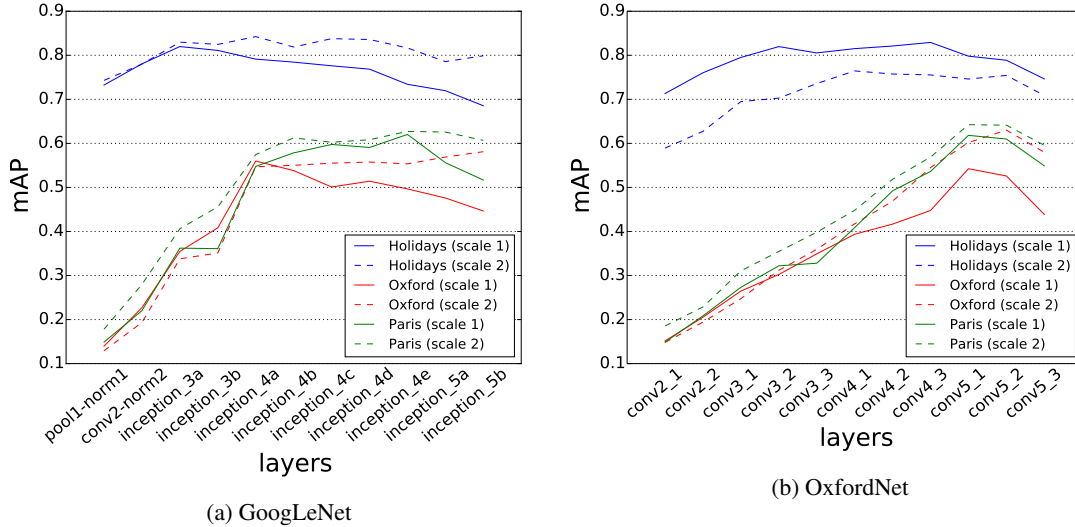 0.9
0.8
0.7
0.6
0.5
0.4
0.3
0.2
0.1
mAP
Holidays (scale 1)
Holidays (scale 2)
Oxford (scale 1)
Oxford (scale 2)
Paris (scale 1)
Paris (scale 2)
pool1-norm1
conv2-norm2
inception_3a
inception_3b
inception_4a
inception_4b
inception_4c
inception_4d
inception_4e
inception_5a
inception_5b
layers
(a) GoogLeNet
0.9
0.8
0.7
0.6
0.5
0.4
0.3
0.2
0.1
mAP
Holidays (scale 1)
Holidays (scale 2)
Oxford (scale 1)
Oxford (scale 2)
Paris (scale 1)
Paris (scale 2)
conv2_1
conv2_2
conv3_1
conv3_2
conv3_3
conv4_1
conv4_2
conv4_3
conv5_1
conv5_2
conv5_3
layers
(b) OxfordNet